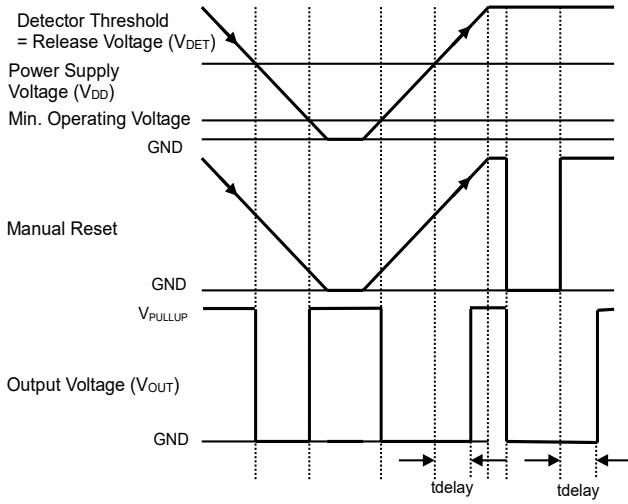 Detector Threshold
= Release Voltage (VDET)
Power Supply
Voltage (VDD)
Min. Operating Voltage
GND
Manual Reset
GND
VPULLUP
Output Voltage (VOUT)
GND
tdelay
tdelay